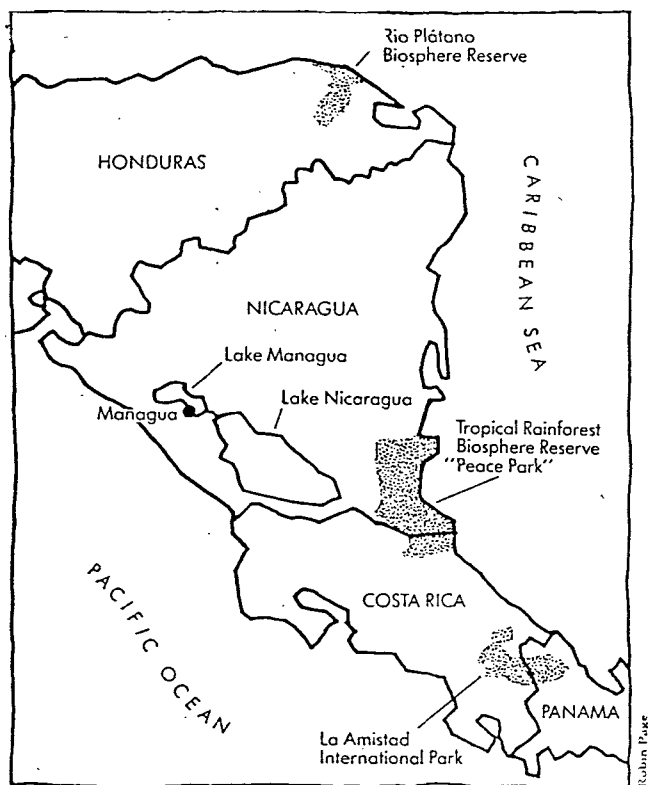 Rio Plátano
Biosphere Reserve
HONDURAS
CARIBBEAN SEA
NICARAGUA
Lake Managua
Lake Nicaragua
Managua
Tropical Rainforest
Biosphere Reserve
"Peace Park"
PACIFIC OCEAN
COSTA RICA
PANAMA
La Amistad
International Park
Robin